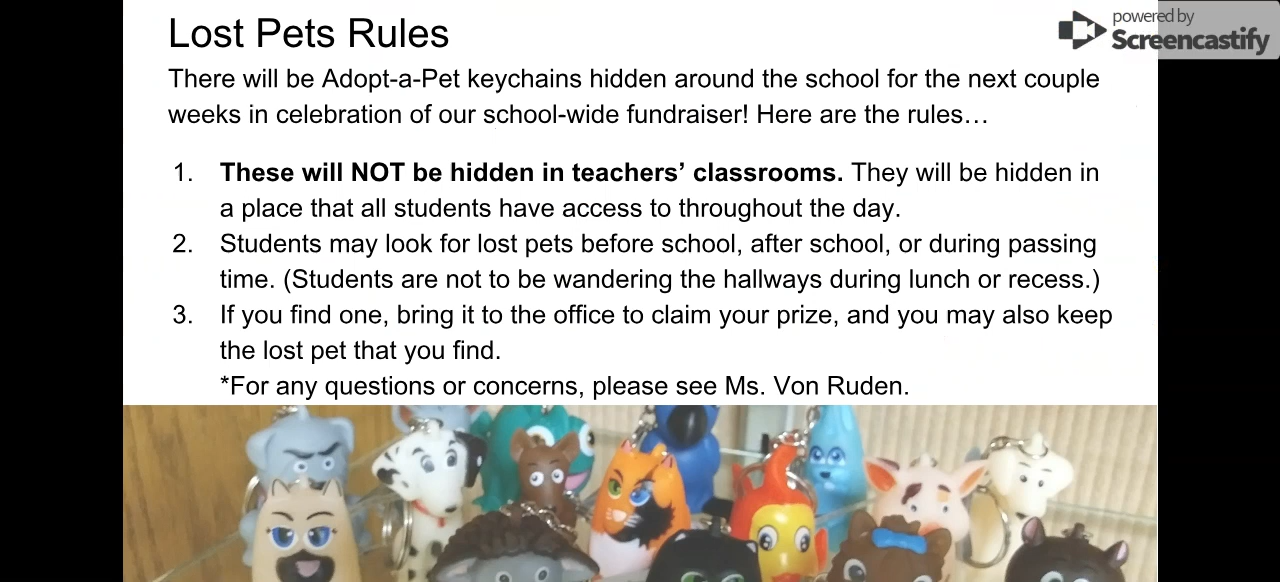 Lost Pets Rules
powered by
Screencastify
There will be Adopt-a-Pet keychains hidden around the school for the next couple
weeks in celebration of our school-wide fundraiser! Here are the rules…
1. These will NOT be hidden in teachers’ classrooms. They will be hidden in
a place that all students have access to throughout the day.
2. Students may look for lost pets before school, after school, or during passing
time. (Students are not to be wandering the hallways during lunch or recess.)
3. If you find one, bring it to the office to claim your prize, and you may also keep
the lost pet that you find.
*For any questions or concerns, please see Ms. Von Ruden.